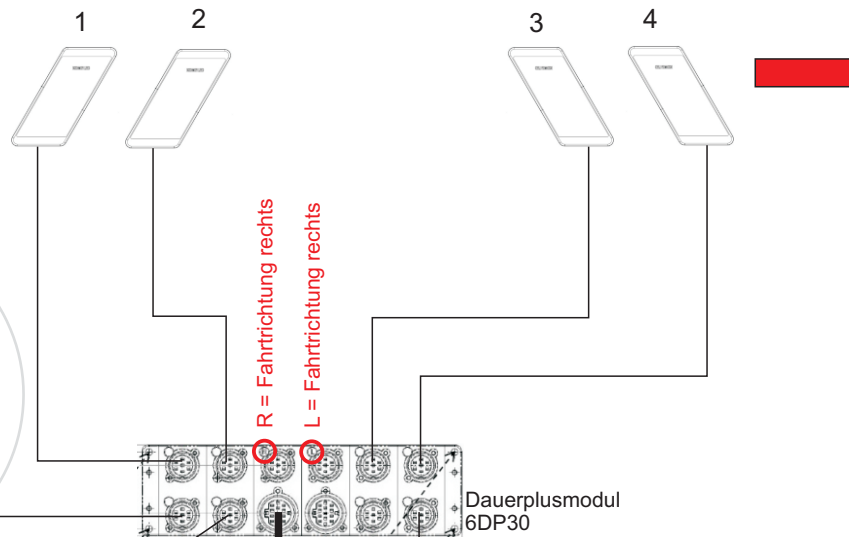 1
2
3
4
R = Fahrtrichtung rechts
L = Fahrtrichtung rechts
Dauerplusmodul
6DP30